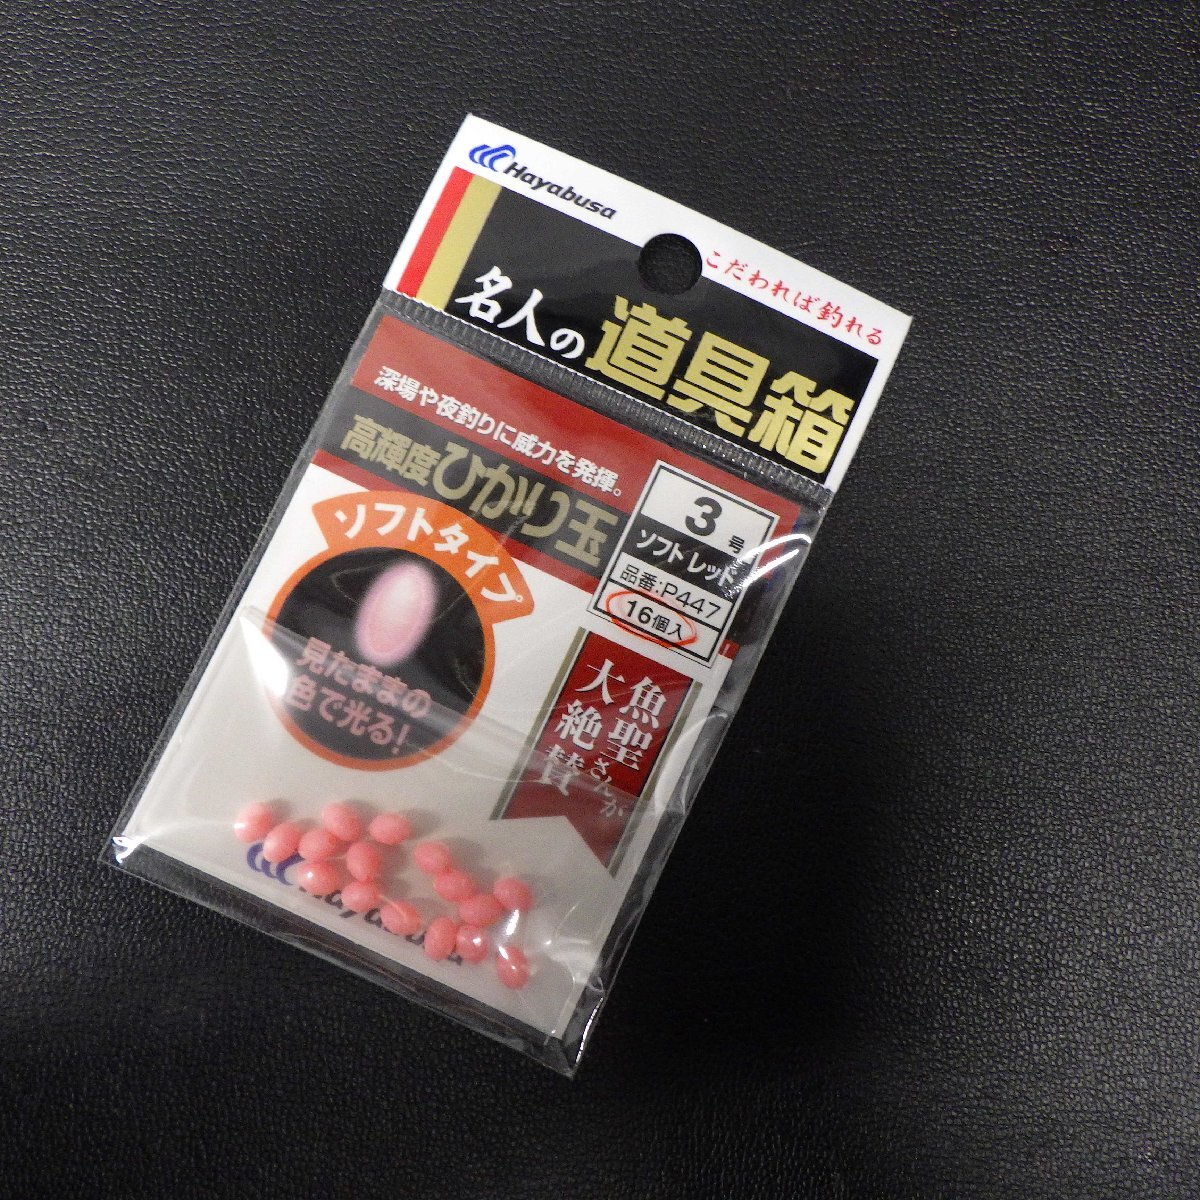 Hayabusa
こだわれば釣れる
名人の道具箱
深場や夜釣りに威力を発揮。
高輝度ひかり玉
3号
ソフトレッド
品番:P447
16個入
ソフトタイプ
見たままの
色で光る!
魚聖さんが
大絶賛
Hayabusa